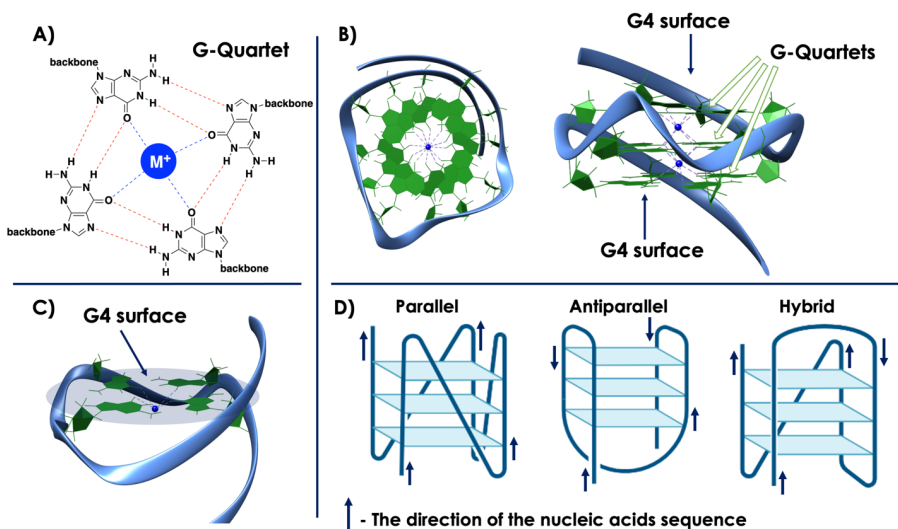 A)
G-Quartet
backbone
N
N
N
N
H
N
H
H
O
backbone
N
N
O
N
N
H
N
H
H
M+
H
N
H
H
N
N
O
N
N
backbone
O
H
N
N
H
N
H
N
N
backbone
B)
G4 surface
G-Quartets
G4 surface
C)
G4 surface
D)
Parallel
Antiparallel
Hybrid
- The direction of the nucleic acids sequence